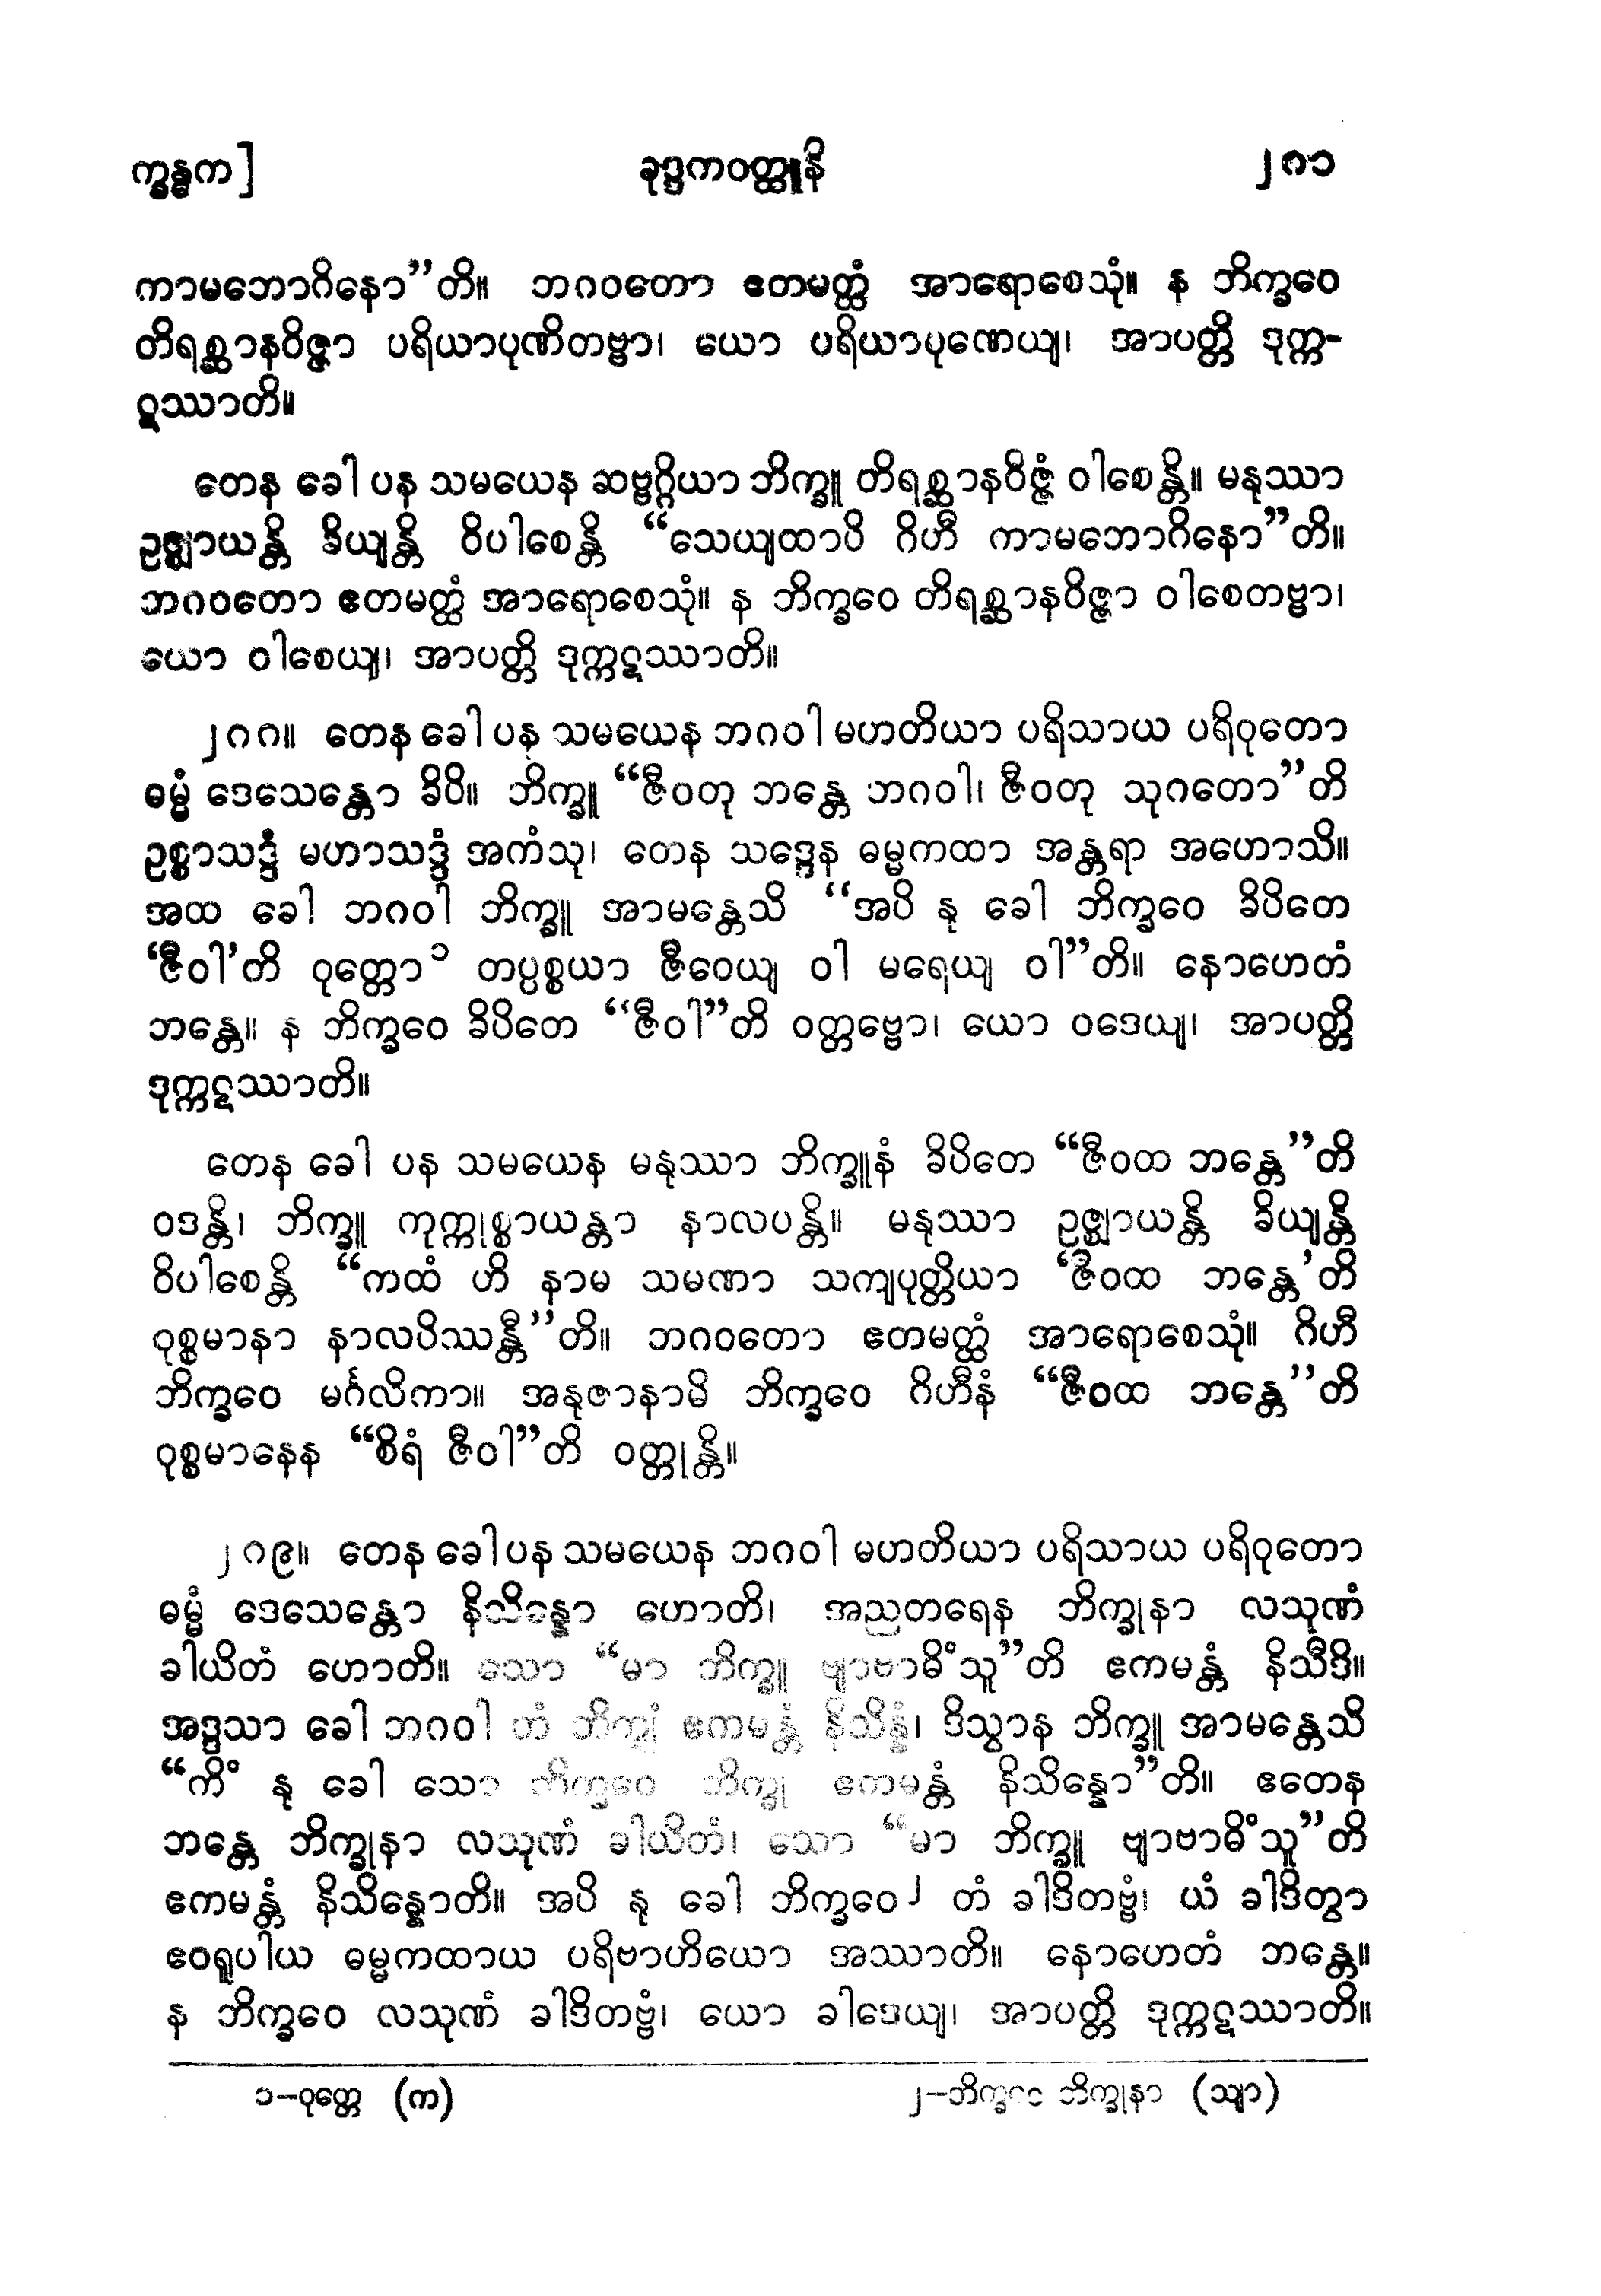 က္ခန္ဓက]
ခုဒ္ဒကဝတ္ထူနိ
၂၈၁
ကာမဘောဂိနော”တိ။ ဘဂဝတော ဧတမတ္ထံ အာရောစေသုံ။ န ဘိက္ခဝေ
တိရစ္ဆာနဝိဇ္ဇာ ပရိယာပုဏိတဗ္ဗာ၊ ယော ပရိယာပုဏေယျ၊ အာပတ္တိ ဒုက္က-
ဋဿာတိ။
တေန ခေါ ပန သမယေန ဆဗ္ဗဂ္ဂိယာ ဘိက္ခူ တိရစ္ဆာနဝိဇ္ဇံ ဝါစေန္တိ။ မနုဿာ
ဥဇ္ဈာယန္တိ ခိယျန္တိ ဝိပါစေန္တိ “သေယျထာပိ ဂိဟီ ကာမဘောဂိနော”တိ။
ဘဂဝတော ဧတမတ္ထံ အာရောစေသုံ။ န ဘိက္ခဝေ တိရစ္ဆာနဝိဇ္ဇာ ဝါစေတဗ္ဗာ၊
ယော ဝါစေယျ၊ အာပတ္တိ ဒုက္ကဋဿာတိ။
၂၈၈။ တေန ခေါ ပန သမယေန ဘဂဝါ မဟတိယာ ပရိသာယ ပရိဝုတော
ဓမ္မံ ဒေသေန္တော ခိပိ။ ဘိက္ခူ “ဇီဝတု ဘန္တေ ဘဂဝါ၊ ဇီဝတု သုဂတော”တိ
ဥစ္စာသဒ္ဒံ မဟာသဒ္ဒံ အကံသု၊ တေန သဒ္ဒေန ဓမ္မကထာ အန္တရာ အဟောသိ။
အထ ခေါ ဘဂဝါ ဘိက္ခူ အာမန္တေသိ “အပိ နု ခေါ ဘိက္ခဝေ ခိပိတေ
‘ဇီဝါ’တိ ဝုတ္တော၁ တပ္ပစ္စယာ ဇီဝေယျ ဝါ မရေယျ ဝါ”တိ။ နောဟေတံ
ဘန္တေ။ န ဘိက္ခဝေ ခိပိတေ “ဇီဝါ”တိ ဝတ္တဗ္ဗော၊ ယော ဝဒေယျ၊ အာပတ္တိ
ဒုက္ကဋဿာတိ။
တေန ခေါ ပန သမယေန မနုဿာ ဘိက္ခူနံ ခိပိတေ “ဇီဝထ ဘန္တေ”တိ
ဝဒန္တိ၊ ဘိက္ခူ ကုက္ကုစ္စာယန္တာ နာလပန္တိ။ မနုဿာ ဥဇ္ဈာယန္တိ ခိယျန္တိ
ဝိပါစေန္တိ “ကထံ ဟိ နာမ သမဏာ သကျပုတ္တိယာ ‘ဇီဝထ ဘန္တေ’တိ
ဝုစ္စမာနာ နာလပိဿန္တီ”တိ။ ဘဂဝတော ဧတမတ္ထံ အာရောစေသုံ။ ဂိဟီ
ဘိက္ခဝေ မင်္ဂလိကာ။ အနုဇာနာမိ ဘိက္ခဝေ ဂိဟီနံ “ဇီဝထ ဘန္တေ”တိ
ဝုစ္စမာနေန “စိရံ ဇီဝါ”တိ ဝတ္တုန္တိ။
၂၈၉။ တေန ခေါ ပန သမယေန ဘဂဝါ မဟတိယာ ပရိသာယ ပရိဝုတော
ဓမ္မံ ဒေသေန္တော နိသိန္နော ဟောတိ၊ အညတရေန ဘိက္ခုနာ လသုဏံ
ခါယိတံ ဟောတိ။ သော “မာ ဘိက္ခူ ဗျာဗာဓိံသူ”တိ ဧကမန္တံ နိသီဒိ။
အဒ္ဒသာ ခေါ ဘဂဝါ တံ ဘိက္ခုံ ဧကမန္တံ နိသိန္နံ၊ ဒိသွာန ဘိက္ခူ အာမန္တေသိ
“ကိံ နု ခေါ သော ဘိက္ခဝေ ဘိက္ခု ဧကမန္တံ နိသိန္နော”တိ။ ဧတေန
ဘန္တေ ဘိက္ခုနာ လသုဏံ ခါယိတံ၊ သော “မာ ဘိက္ခူ ဗျာဗာဓိံသူ”တိ
ဧကမန္တံ နိသိန္နောတိ။ အပိ နု ခေါ ဘိက္ခဝေ၂ တံ ခါဒိတဗ္ဗံ၊ ယံ ခါဒိတွာ
ဧဝရူပါယ ဓမ္မကထာယ ပရိဗာဟိယော အဿာတိ။ နောဟေတံ ဘန္တေ။
န ဘိက္ခဝေ လသုဏံ ခါဒိတဗ္ဗံ၊ ယော ခါဒေယျ၊ အာပတ္တိ ဒုက္ကဋဿာတိ။
၁-ဝုတ္တေ (က)
၂-ဘိက္ခဝေ ဘိက္ခုနာ (သျာ)